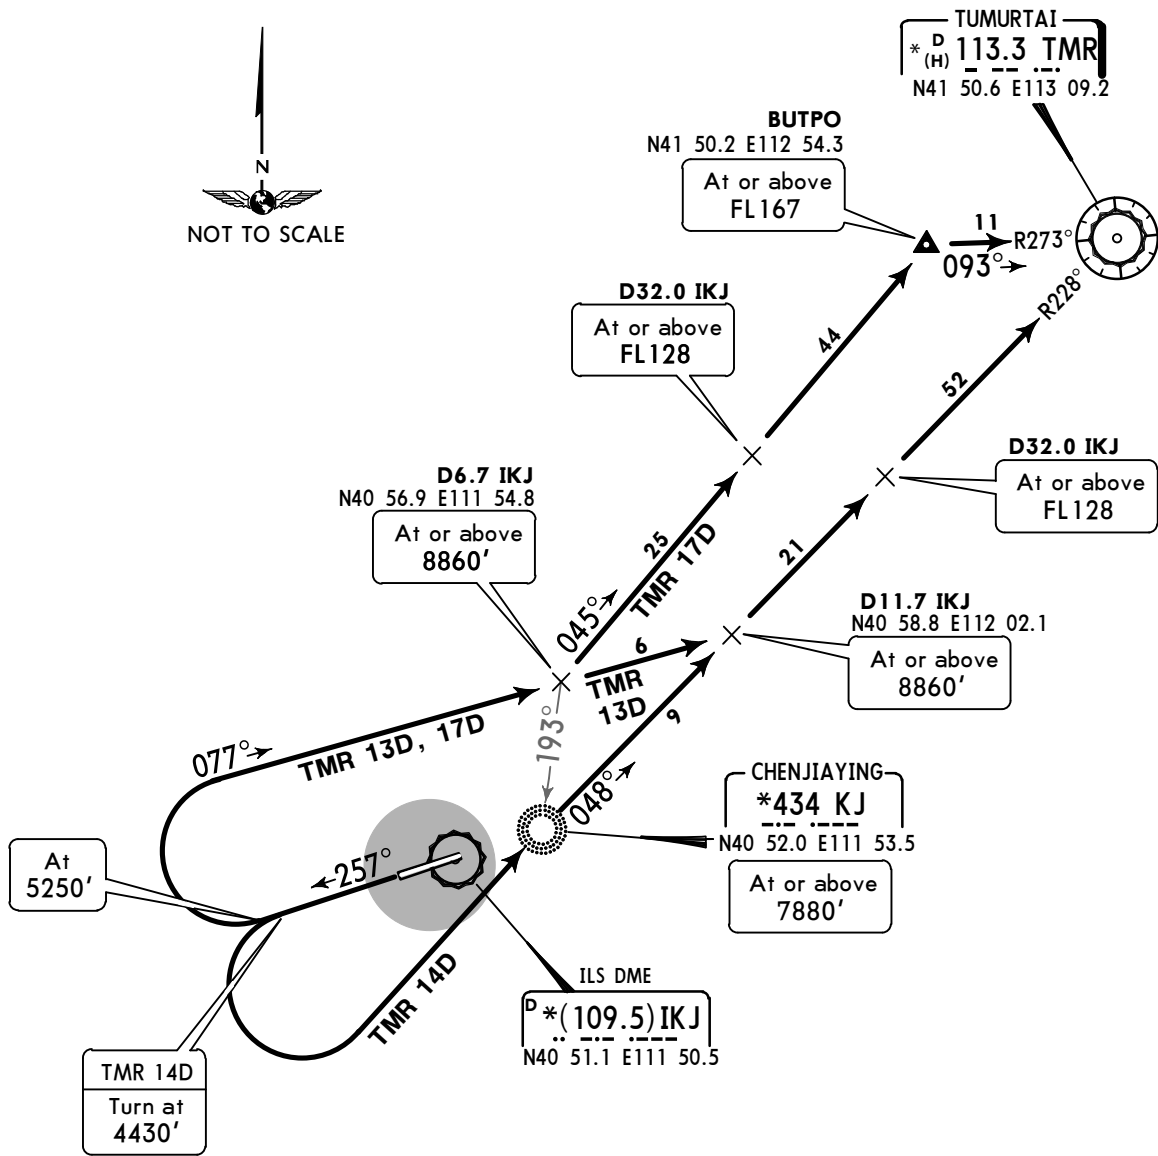 TUMURTAI
* D (H) 113.3 TMR
N41 50.6 E113 09.2
BUTPO
N41 50.2 E112 54.3
At or above
FL167
N
NOT TO SCALE
11
R273°
093°
R228°
D32.0 IKJ
At or above
FL128
44
52
D32.0 IKJ
At or above
FL128
D6.7 IKJ
N40 56.9 E111 54.8
At or above
8860'
25
TMR 17D
045°
21
D11.7 IKJ
N40 58.8 E112 02.1
At or above
8860'
6
TMR
13D
9
193°
048°
077°
TMR 13D, 17D
CHENJIAYING
*434 KJ
N40 52.0 E111 53.5
At or above
7880'
At
5250'
257°
TMR 14D
ILS DME
D *(109.5) IKJ
N40 51.1 E111 50.5
TMR 14D
Turn at
4430'